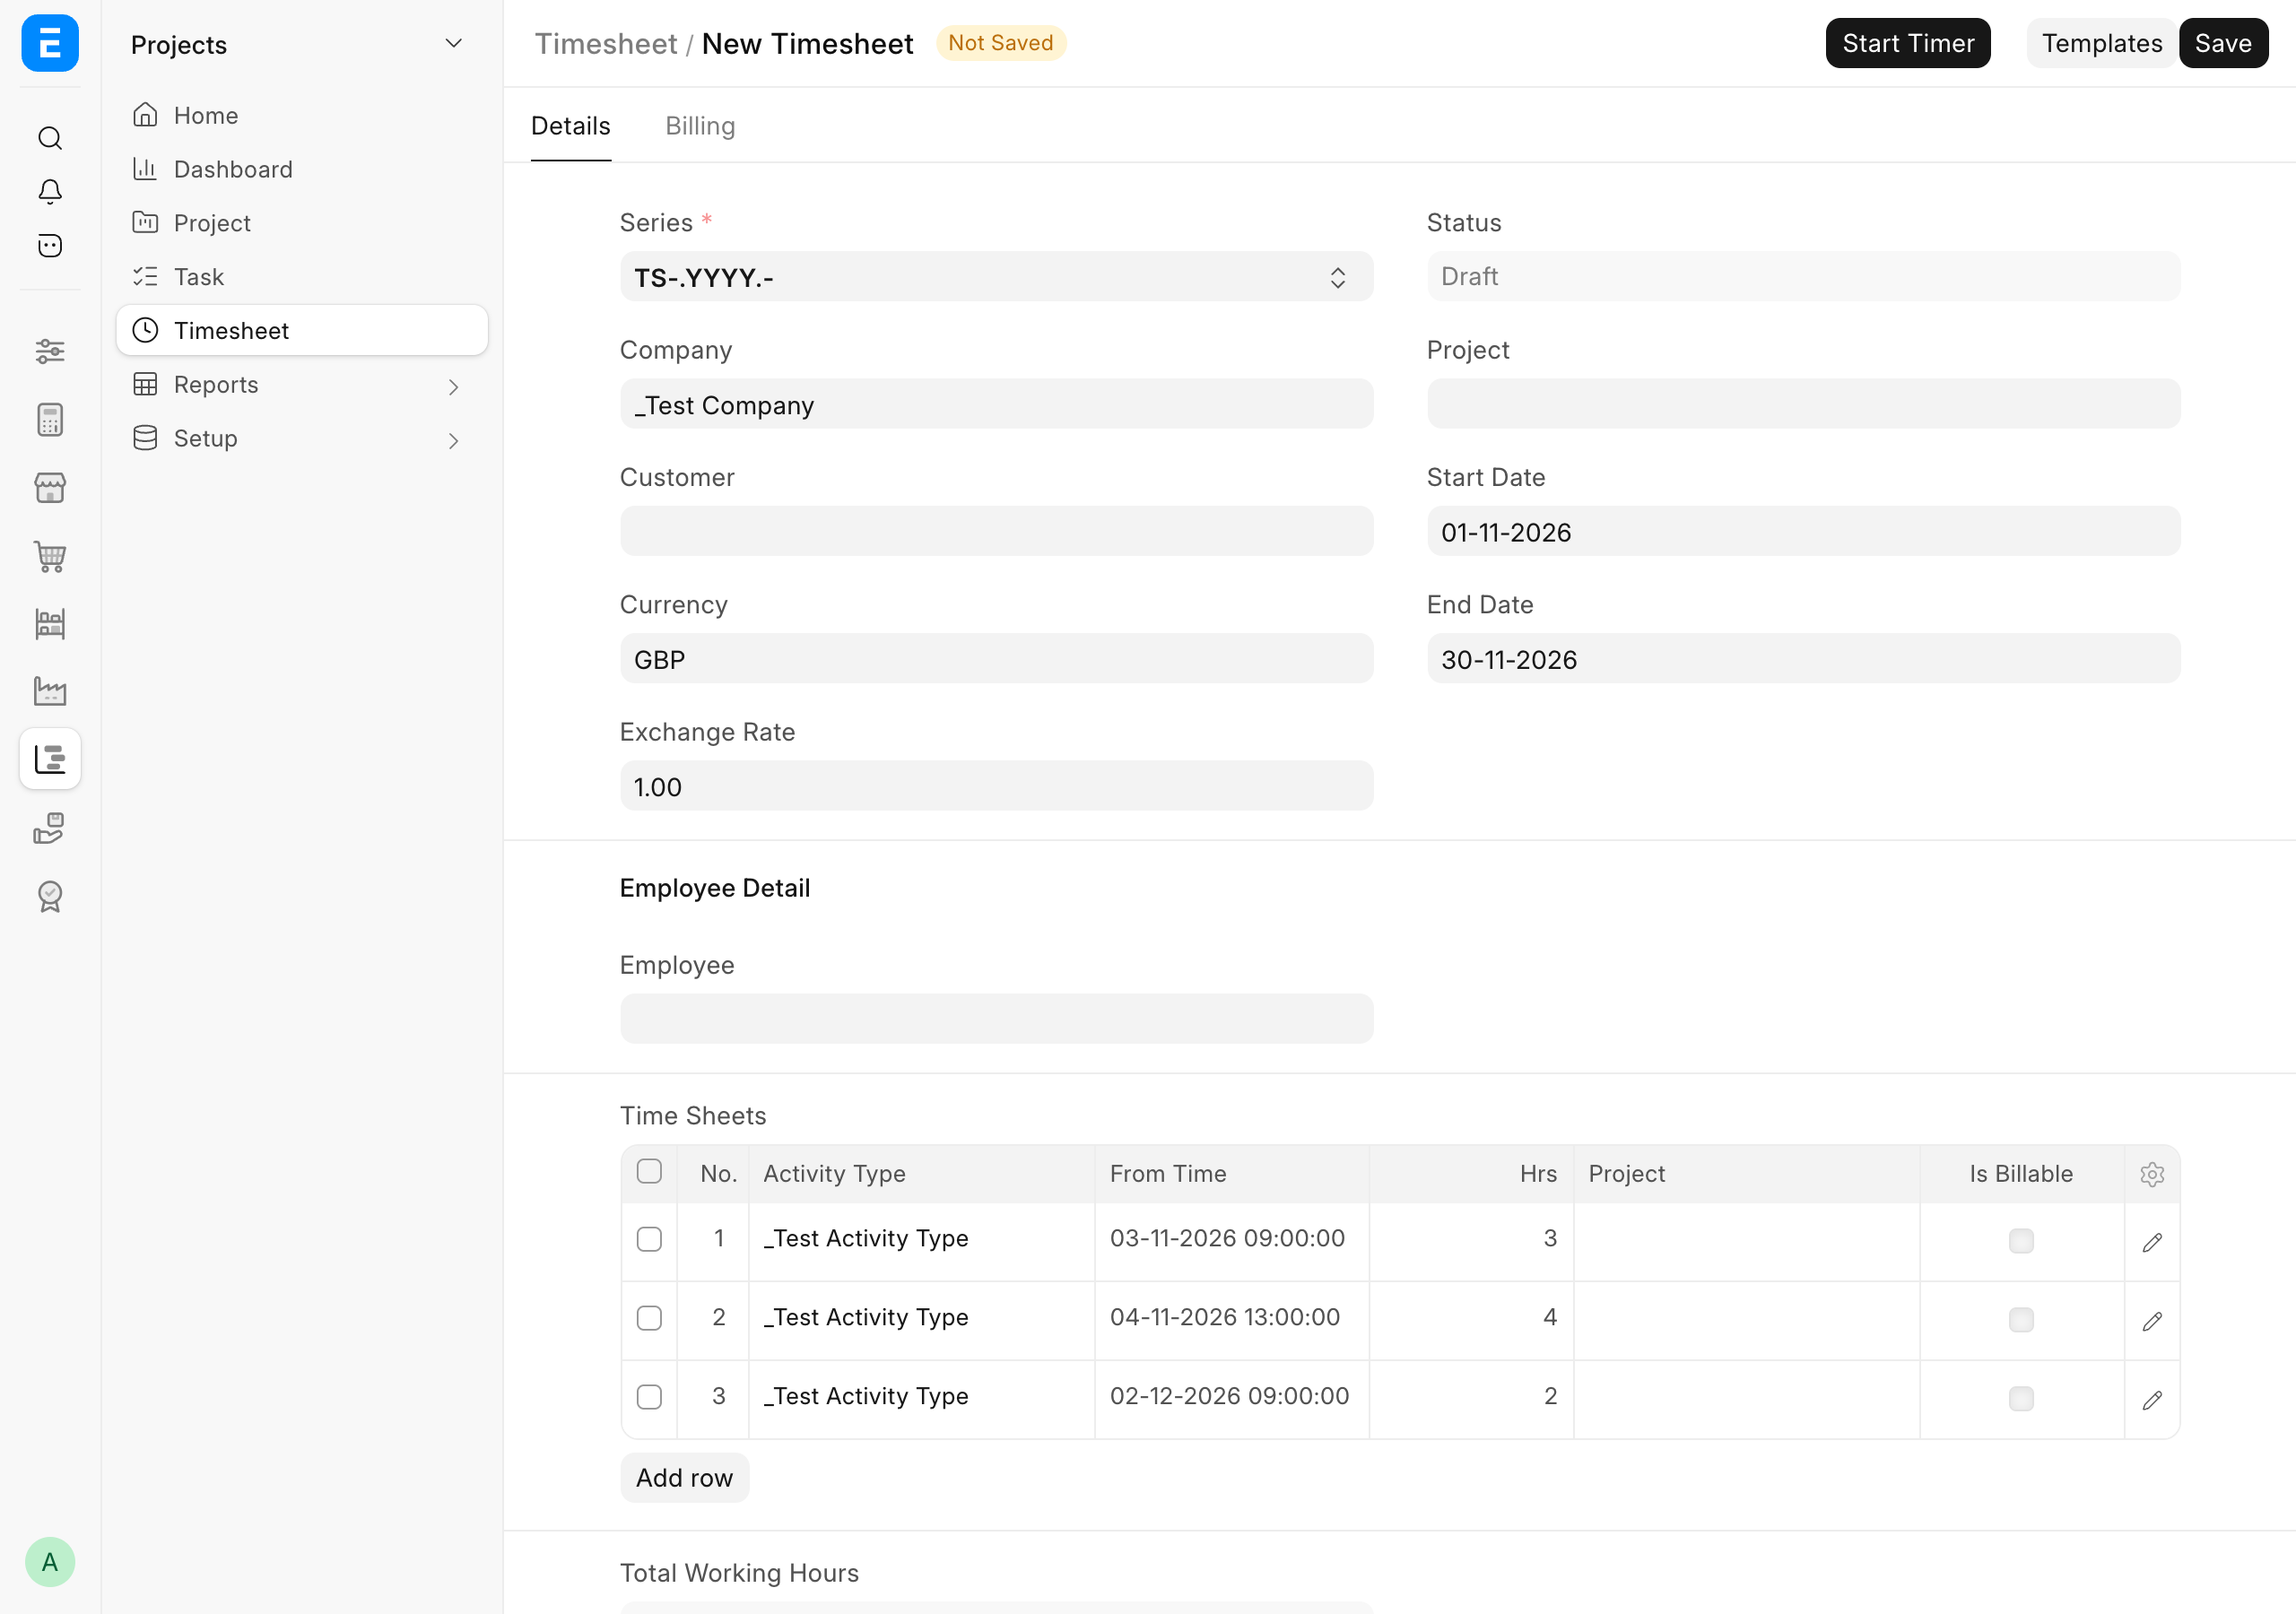 E
Projects
Home
Dashboard
Project
Task
Timesheet
Reports
Setup
A
Timesheet / New Timesheet Not Saved
Start Timer Templates Save
Details Billing
Series *
TS-.YYYY.-
Status
Draft
Company
_Test Company
Project
Customer
Start Date
01-11-2026
Currency
GBP
End Date
30-11-2026
Exchange Rate
1.00
Employee Detail
Employee
Time Sheets
No. Activity Type From Time Hrs Project Is Billable
1 _Test Activity Type 03-11-2026 09:00:00 3
2 _Test Activity Type 04-11-2026 13:00:00 4
3 _Test Activity Type 02-12-2026 09:00:00 2
Add row
Total Working Hours